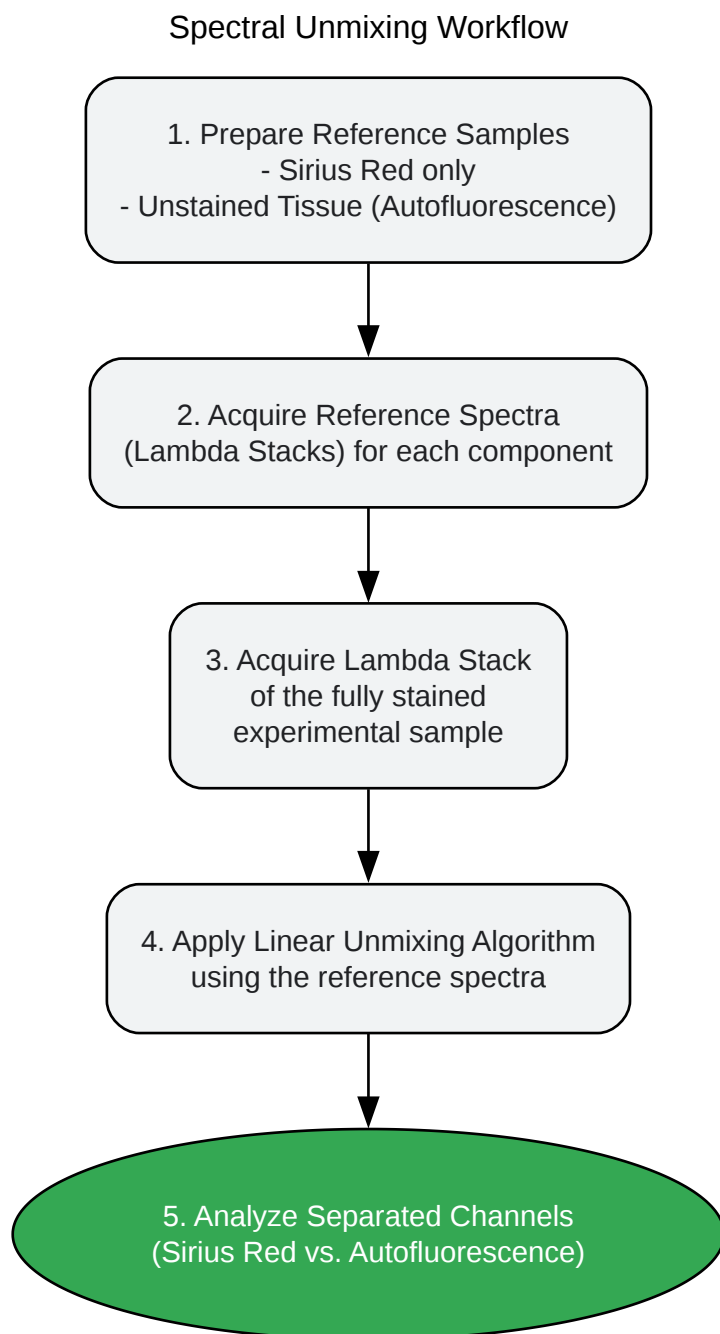 Spectral Unmixing Workflow
1. Prepare Reference Samples
- Sirius Red only
- Unstained Tissue (Autofluorescence)
2. Acquire Reference Spectra
(Lambda Stacks) for each component
3. Acquire Lambda Stack
of the fully stained
experimental sample
4. Apply Linear Unmixing Algorithm
using the reference spectra
5. Analyze Separated Channels
(Sirius Red vs. Autofluorescence)